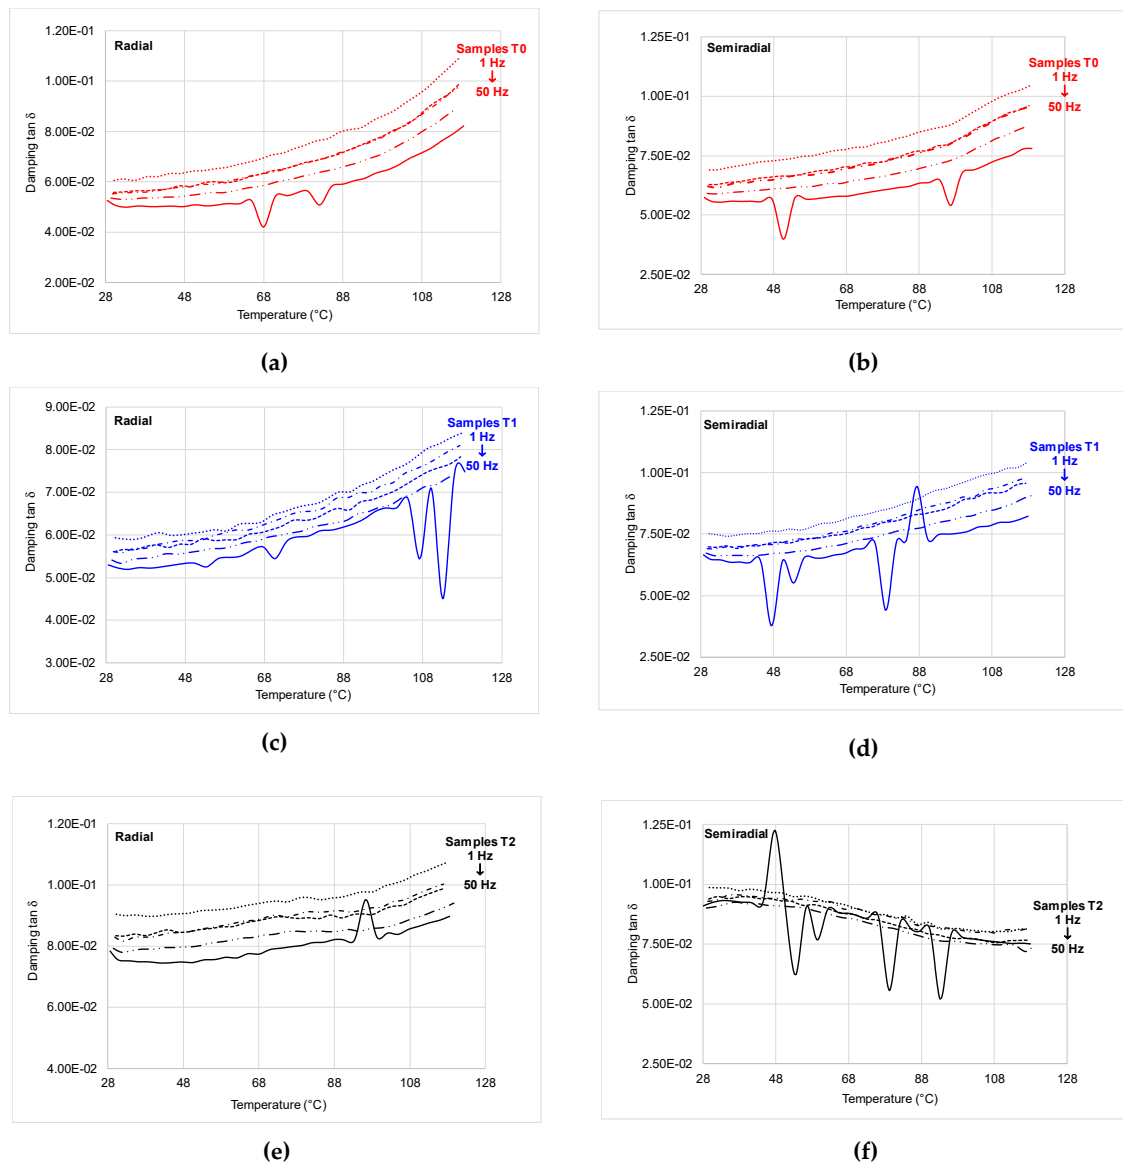 Radial
Samples T0
1 Hz
↓
50 Hz
1.20E-01
1.00E-01
8.00E-02
6.00E-02
4.00E-02
2.00E-02
Damping tan δ
28 48 68 88 108 128
Temperature (°C)
(a)
Semiradial
Samples T0
1 Hz
↓
50 Hz
1.25E-01
1.00E-01
7.50E-02
5.00E-02
2.50E-02
Damping tan δ
28 48 68 88 108 128
Temperature (°C)
(b)
Radial
Samples T1
1 Hz
↓
50 Hz
9.00E-02
8.00E-02
7.00E-02
6.00E-02
5.00E-02
4.00E-02
3.00E-02
Damping tan δ
28 48 68 88 108 128
Temperature (°C)
(c)
Semiradial
Samples T1
1 Hz
↓
50 Hz
1.25E-01
1.00E-01
7.50E-02
5.00E-02
2.50E-02
Damping tan δ
28 48 68 88 108 128
Temperature (°C)
(d)
Radial
Samples T2
1 Hz
↓
50 Hz
1.20E-01
1.00E-01
8.00E-02
6.00E-02
4.00E-02
Damping tan δ
28 48 68 88 108 128
Temperature (°C)
(e)
Semiradial
Samples T2
1 Hz
↓
50 Hz
1.25E-01
1.00E-01
7.50E-02
5.00E-02
2.50E-02
Damping tan δ
28 48 68 88 108 128
Temperature (°C)
(f)